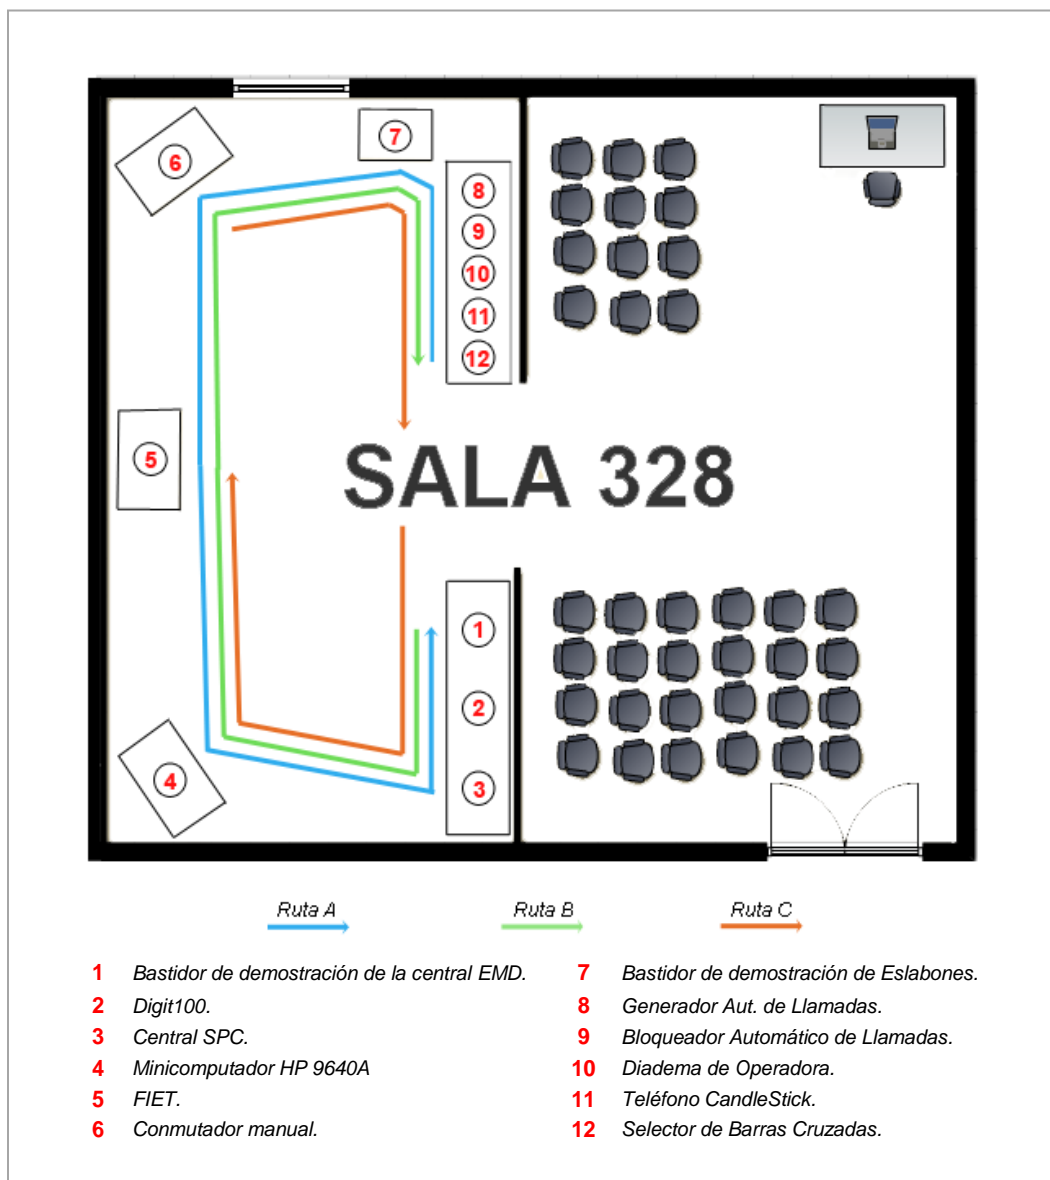 7
6
8
9
10
11
12
5
SALA 328
1
2
4
3
Ruta A
Ruta B
Ruta C
1 Bastidor de demostración de la central EMD.
2 Digit100.
3 Central SPC.
4 Minicomputador HP 9640A
5 FIET.
6 Conmutador manual.
7 Bastidor de demostración de Eslabones.
8 Generador Aut. de Llamadas.
9 Bloqueador Automático de Llamadas.
10 Diadema de Operadora.
11 Teléfono CandleStick.
12 Selector de Barras Cruzadas.